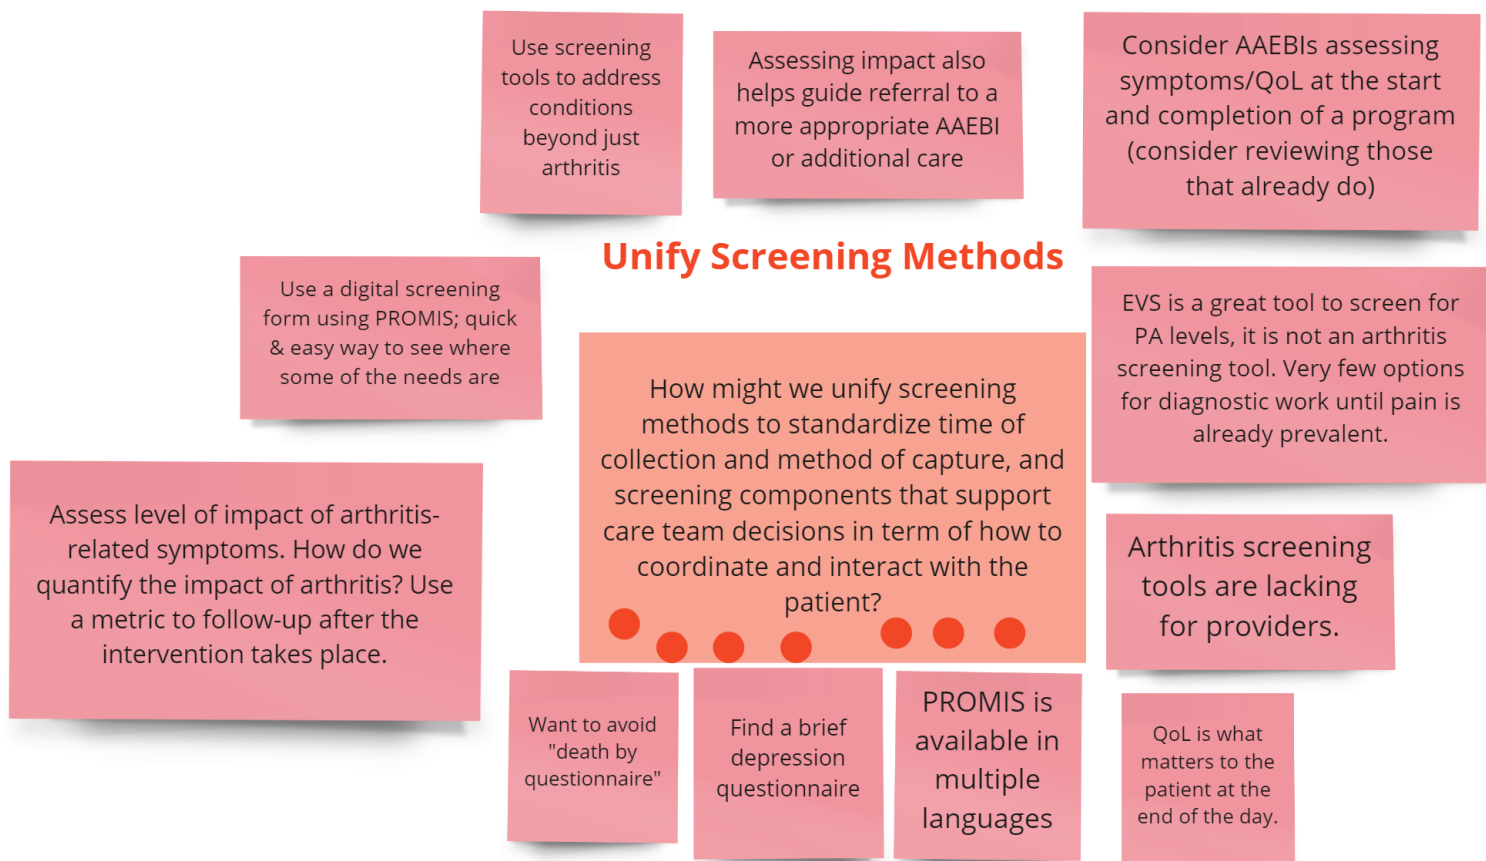 Use screening
tools to address
conditions
beyond just
arthritis
Assessing impact also
helps guide referral to a
more appropriate AAEBI
or additional care
Consider AAEBIs assessing
symptoms/QoL at the start
and completion of a program
(consider reviewing those
that already do)
Unify Screening Methods
Use a digital screening
form using PROMIS; quick
& easy way to see where
some of the needs are
EVS is a great tool to screen for
PA levels, it is not an arthritis
screening tool. Very few options
for diagnostic work until pain is
already prevalent.
How might we unify screening
methods to standardize time of
collection and method of capture, and
screening components that support
care team decisions in term of how to
coordinate and interact with the
patient?
Assess level of impact of arthritis-
related symptoms. How do we
quantify the impact of arthritis? Use
a metric to follow-up after the
intervention takes place.
Arthritis screening
tools are lacking
for providers.
Want to avoid
"death by
questionnaire"
Find a brief
depression
questionnaire
PROMIS is
available in
multiple
languages
QoL is what
matters to the
patient at the
end of the day.